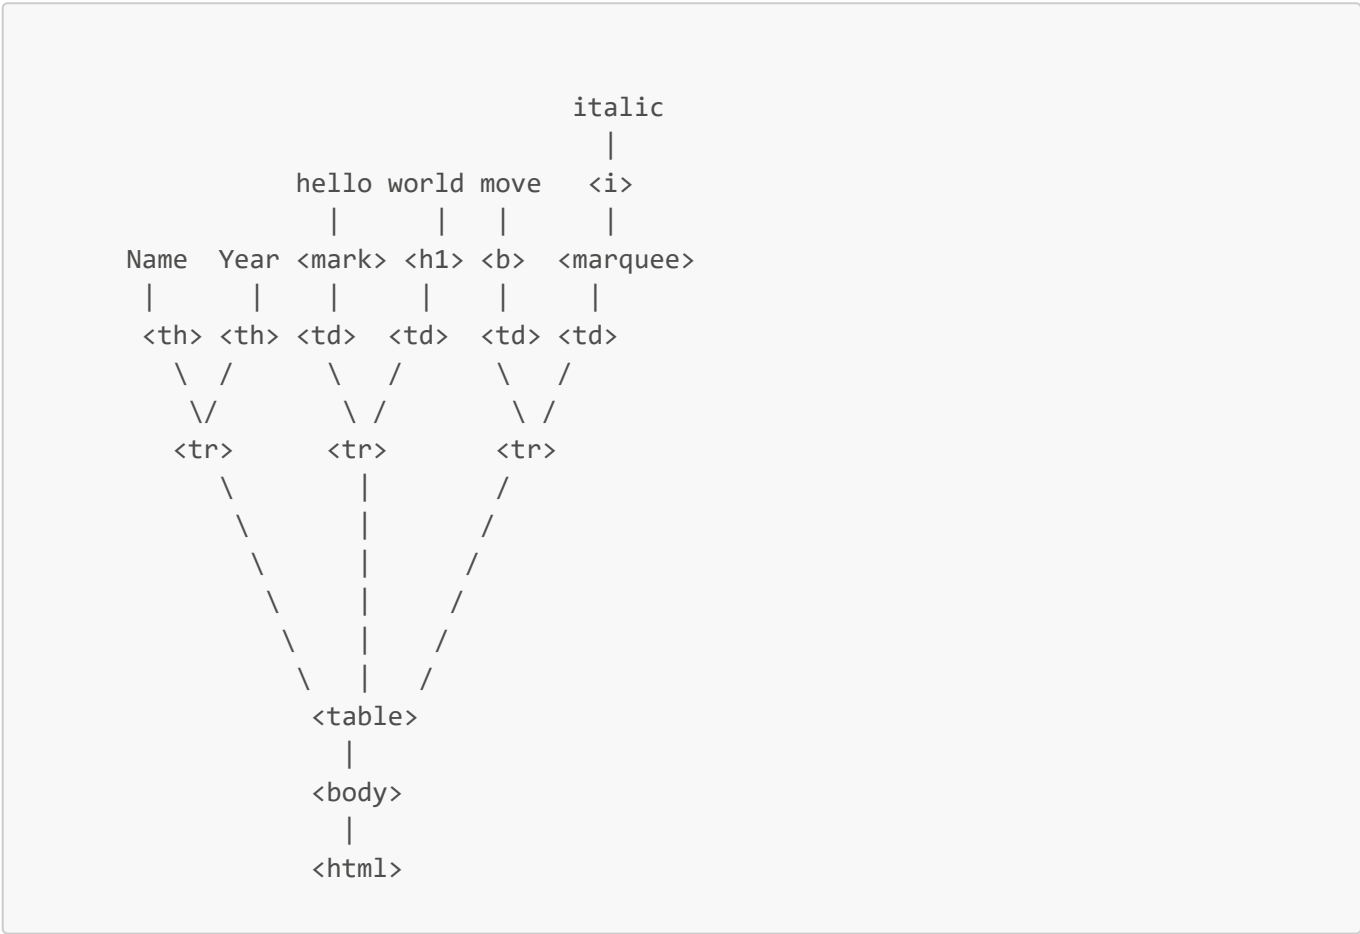 italic
|
hello world move <i>
| | | |
Name Year <mark> <h1> <b> <marquee>
| | | | | |
<th> <th> <td> <td> <td> <td>
\ / \ / \ /
\/ \ / \ /
<tr> <tr> <tr>
\ | /
\ | /
\ | /
\ | /
\ | /
\ | /
<table>
|
<body>
|
<html>